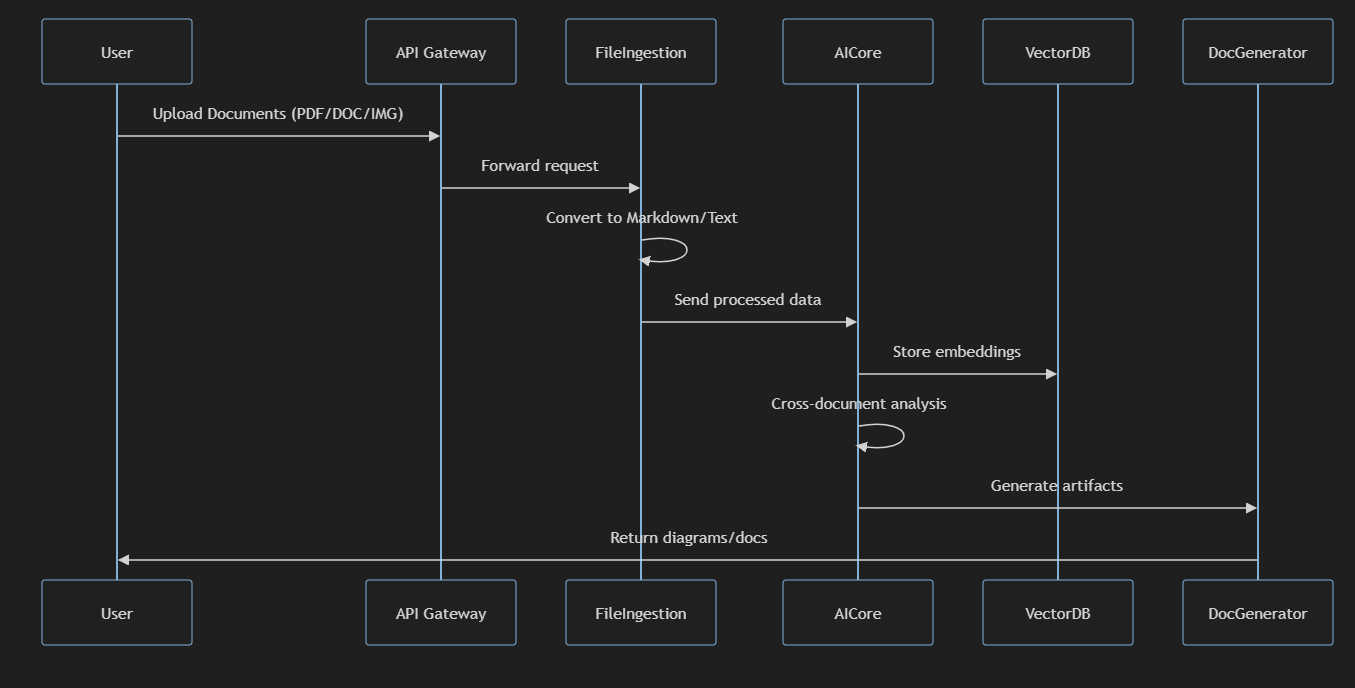 User
API Gateway
FileIngestion
AICore
VectorDB
DocGenerator
Upload Documents (PDF/DOC/IMG)
Forward request
Convert to Markdown/Text
Send processed data
Store embeddings
Cross-document analysis
Generate artifacts
Return diagrams/docs
User
API Gateway
FileIngestion
AICore
VectorDB
DocGenerator